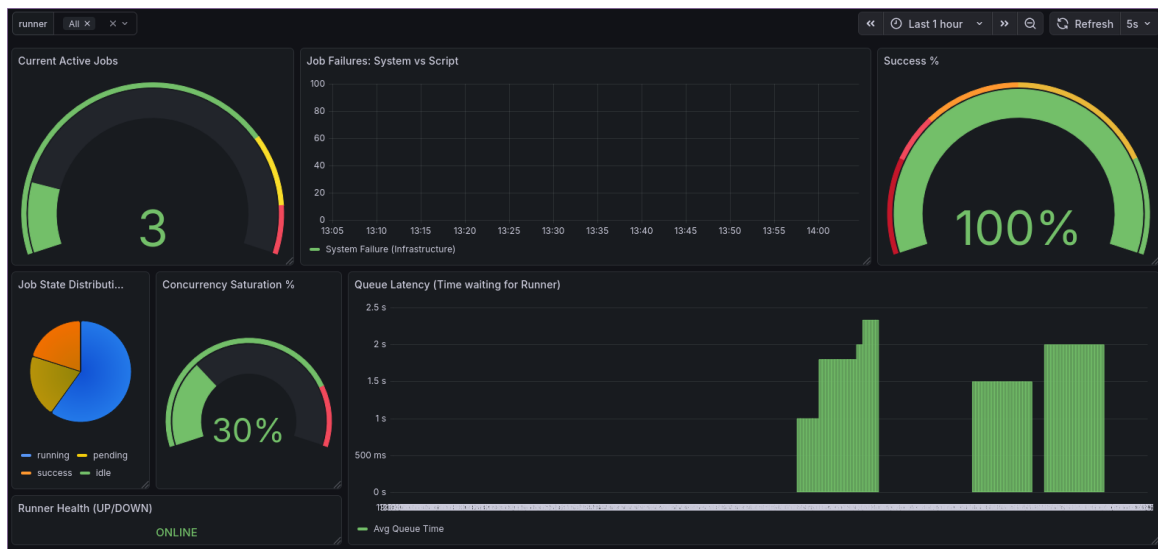 runner All
Last 1 hour Refresh 5s
Current Active Jobs
3
Job Failures: System vs Script
100
80
60
40
20
0
13:05 13:10 13:15 13:20 13:25 13:30 13:35 13:40 13:45 13:50 13:55 14:00
System Failure (Infrastructure)
Success %
100%
Job State Distributi...
running pending
success idle
Concurrency Saturation %
30%
Queue Latency (Time waiting for Runner)
2.5 s
2 s
1.5 s
1 s
500 ms
0 s
Avg Queue Time
Runner Health (UP/DOWN)
ONLINE